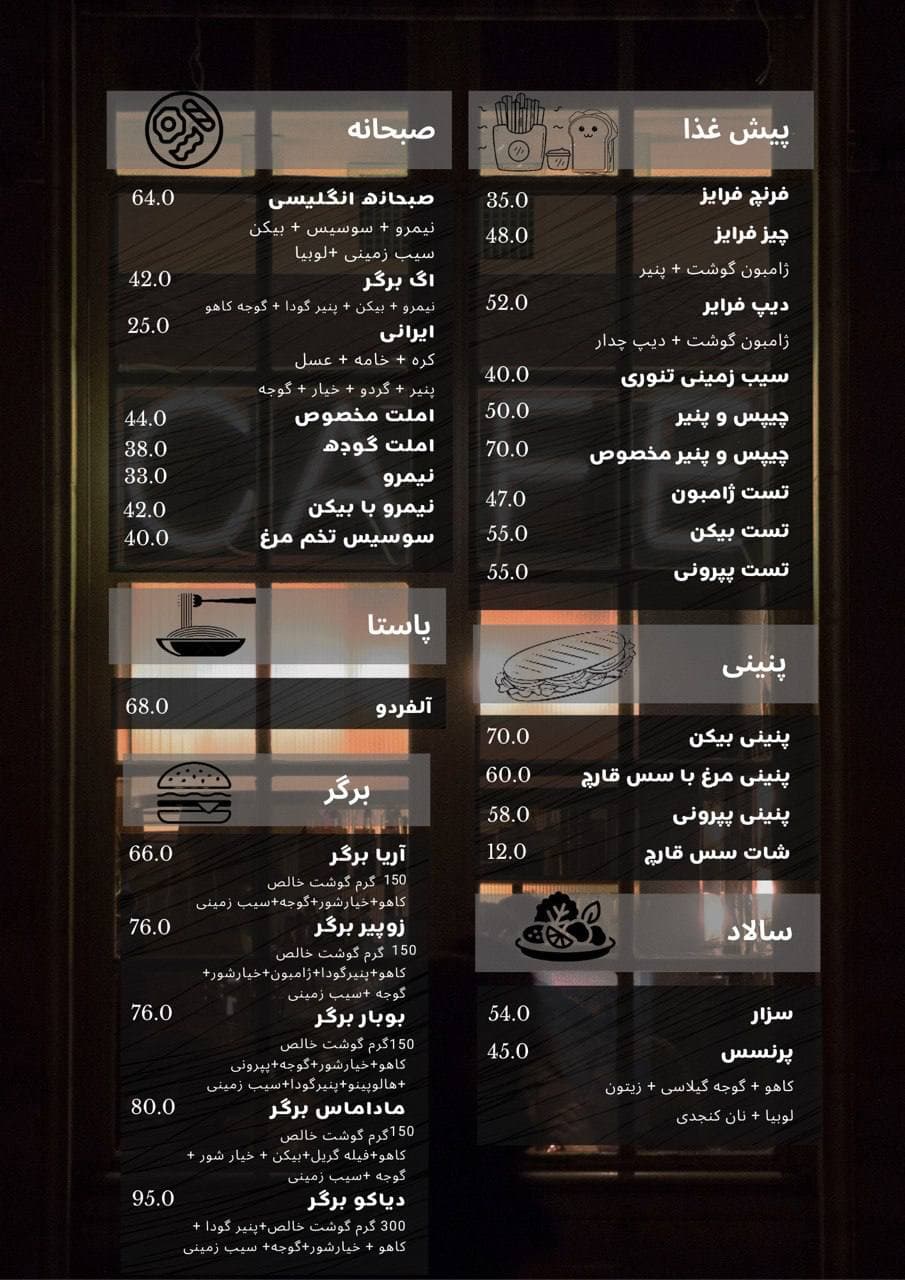 پیش غذا
فرنچ فرایز 35.0
چیز فرایز 48.0
ژامبون گوشت + پنیر
دیپ فرایر 52.0
ژامبون گوشت + دیپ چدار
سیب زمینی تنوری 40.0
چیپس و پنیر 50.0
چیپس و پنیر مخصوص 70.0
تست ژامبون 47.0
تست بیکن 55.0
تست پپرونی 55.0
پنینی
پنینی بیکن 70.0
پنینی مرغ با سس قارچ 60.0
پنینی پپرونی 58.0
شات سس قارچ 12.0
سالاد
سزار 54.0
پرنسس 45.0
کاهو + گوجه گیلاسی + زیتون
لوبیا + نان کنجدی
صبحانه
صبحانه انگلیسی 64.0
نیمرو + سوسیس + بیکن
سیب زمینی +لوبیا
اگ برگر 42.0
نیمرو + بیکن + پنیر گودا + گوجه کاهو
ایرانی 25.0
کره + خامه + عسل
پنیر + گردو + خیار + گوجه
املت مخصوص 44.0
املت گوجه 38.0
نیمرو 33.0
نیمرو با بیکن 42.0
سوسیس تخم مرغ 40.0
پاستا
آلفردو 68.0
برگر
آریا برگر 66.0
150 گرم گوشت خالص
کاهو+خیارشور+گوجه+سیب زمینی
زوپیر برگر 76.0
150 گرم گوشت خالص
کاهو+پنیرگودا+ژامبون+خیارشور+
گوجه +سیب زمینی
بوبار برگر 76.0
150گرم گوشت خالص
کاهو+خیارشور+گوجه+پپرونی
+هالوپینو+پنیرگودا+سیب زمینی
ماداماس برگر 80.0
150گرم گوشت خالص
کاهو+فیله گریل+بیکن + خیار شور +
گوجه +سیب زمینی
دیاکو برگر 95.0
300 گرم گوشت خالص+پنیر گودا +
کاهو + خیارشور+گوجه+ سیب زمینی